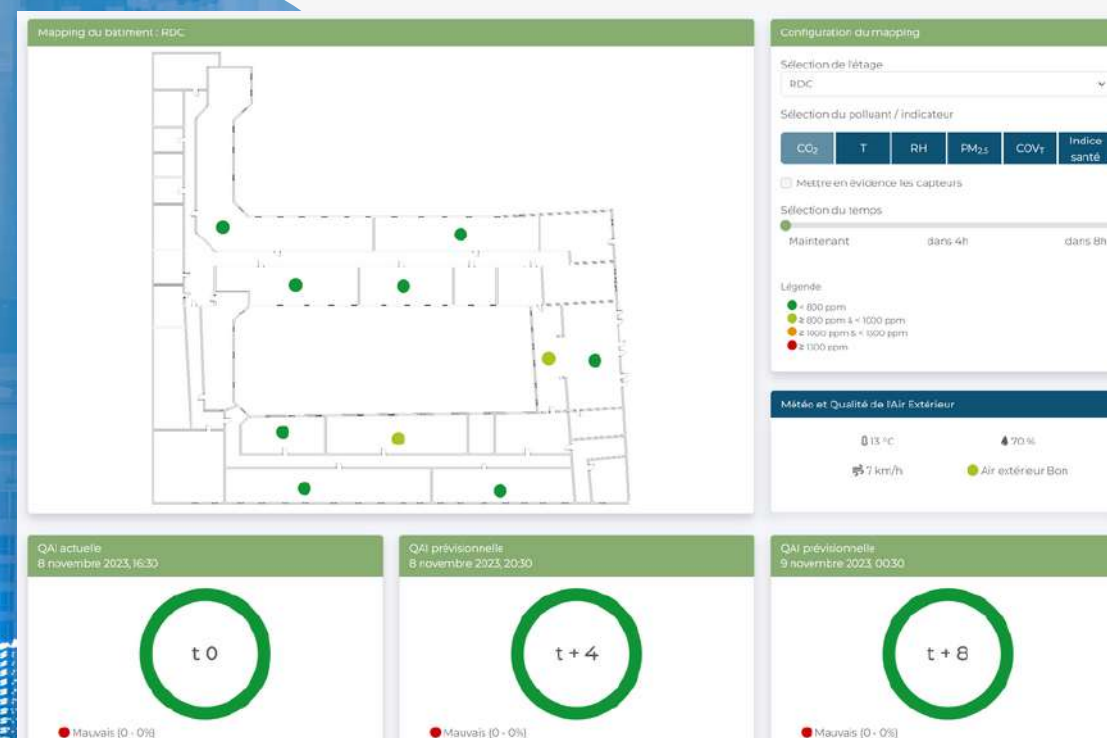 Mapping du bâtiment : RDC
Configuration du mapping
Sélection de l'étage
RDC
Sélection du polluant / indicateur
CO₂ T RH PM₂.₅ COVᴛ Indice santé
Mettre en évidence les capteurs
Sélection du temps
Maintenant dans 4h dans 8h
Légende
< 800 ppm
≥ 800 ppm & < 1000 ppm
≥ 1000 ppm & < 1300 ppm
≥ 1300 ppm
Météo et Qualité de l'Air Extérieur
13 °C 70 %
7 km/h Air extérieur Bon
QAI actuelle
8 novembre 2023, 16:30
t 0
Mauvais (0 - 0%)
QAI prévisionnelle
8 novembre 2023, 20:30
t + 4
Mauvais (0 - 0%)
QAI prévisionnelle
9 novembre 2023, 00:30
t + 8
Mauvais (0 - 0%)